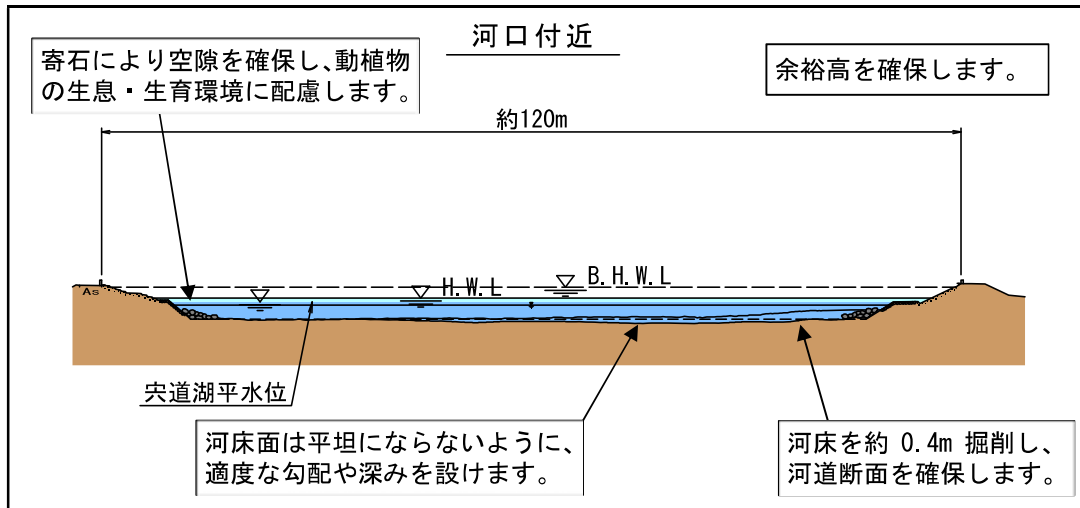 河口付近
寄石により空隙を確保し、動植物
の生息・生育環境に配慮します。
余裕高を確保します。
約120m
B.H.W.L
H.W.L
As
宍道湖平水位
河床面は平坦にならないように、
適度な勾配や深みを設けます。
河床を約 0.4m 掘削し、
河道断面を確保します。